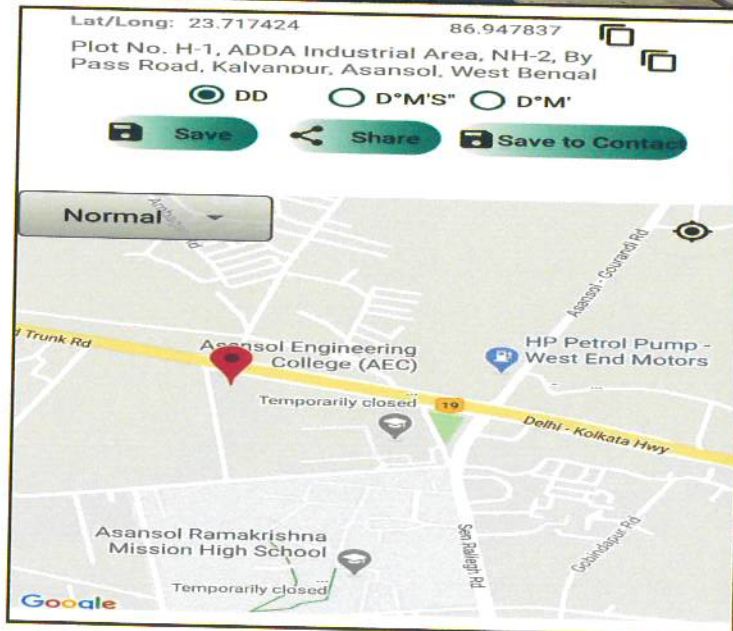 Lat/Long: 23.717424 86.947837
Plot No. H-1, ADDA Industrial Area, NH-2, By
Pass Road, Kalyanpur, Asansol, West Bengal
DD D°M'S" D°M'
Save Share Save to Contact
Normal
Asansol - Gourandi Rd
Trunk Rd
Asansol Engineering
College (AEC)
HP Petrol Pump -
West End Motors
Temporarily closed
19
Delhi - Kolkata Hwy
Asansol Ramakrishna
Mission High School
Sen Raliegh Rd
Gobindapur Rd
Temporarily closed
Google